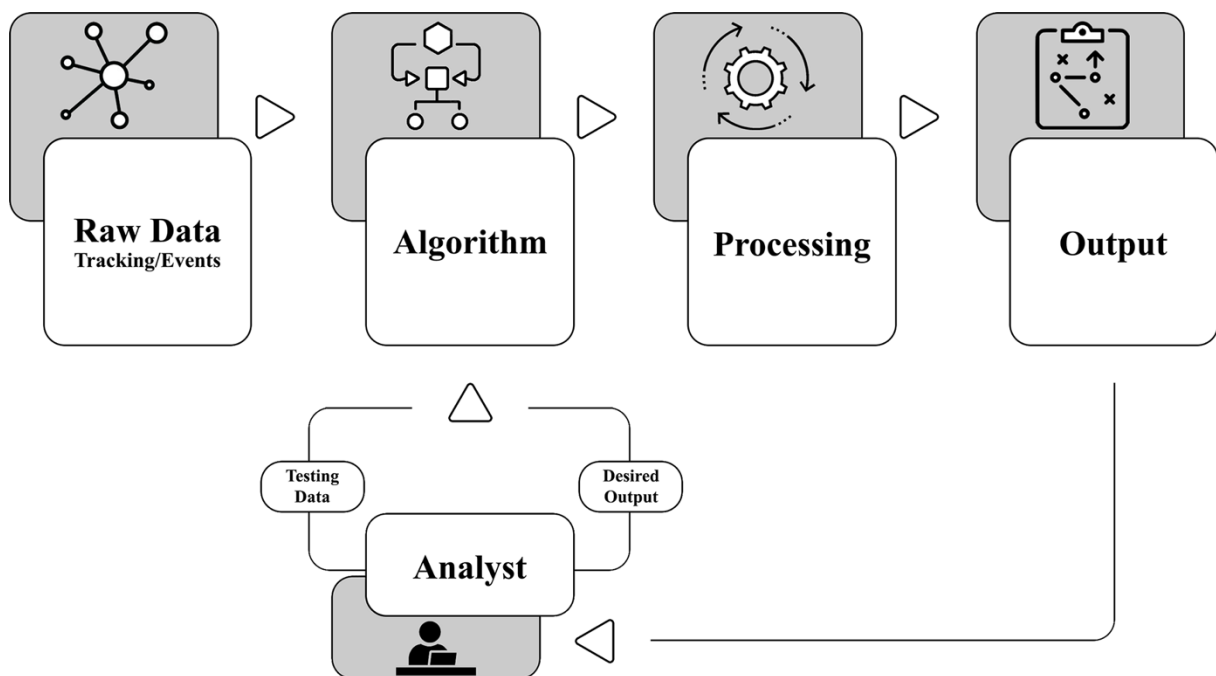 Raw Data
Tracking/Events
Algorithm
Processing
Output
Testing
Data
Desired
Output
Analyst